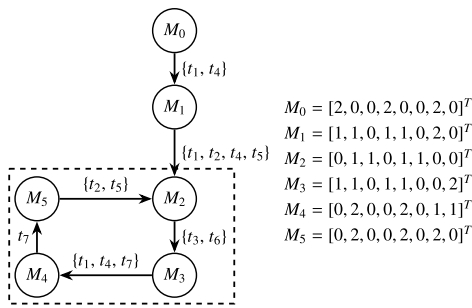 M₀
{t₁, t₄}
M₁
{t₁, t₂, t₄, t₅}
M₅
{t₂, t₅}
M₂
t₇
{t₃, t₆}
M₄
{t₁, t₄, t₇}
M₃
M₀ = [2, 0, 0, 2, 0, 0, 2, 0]ᵀ
M₁ = [1, 1, 0, 1, 1, 0, 2, 0]ᵀ
M₂ = [0, 1, 1, 0, 1, 1, 0, 0]ᵀ
M₃ = [1, 1, 0, 1, 1, 0, 0, 2]ᵀ
M₄ = [0, 2, 0, 0, 2, 0, 1, 1]ᵀ
M₅ = [0, 2, 0, 0, 2, 0, 2, 0]ᵀ